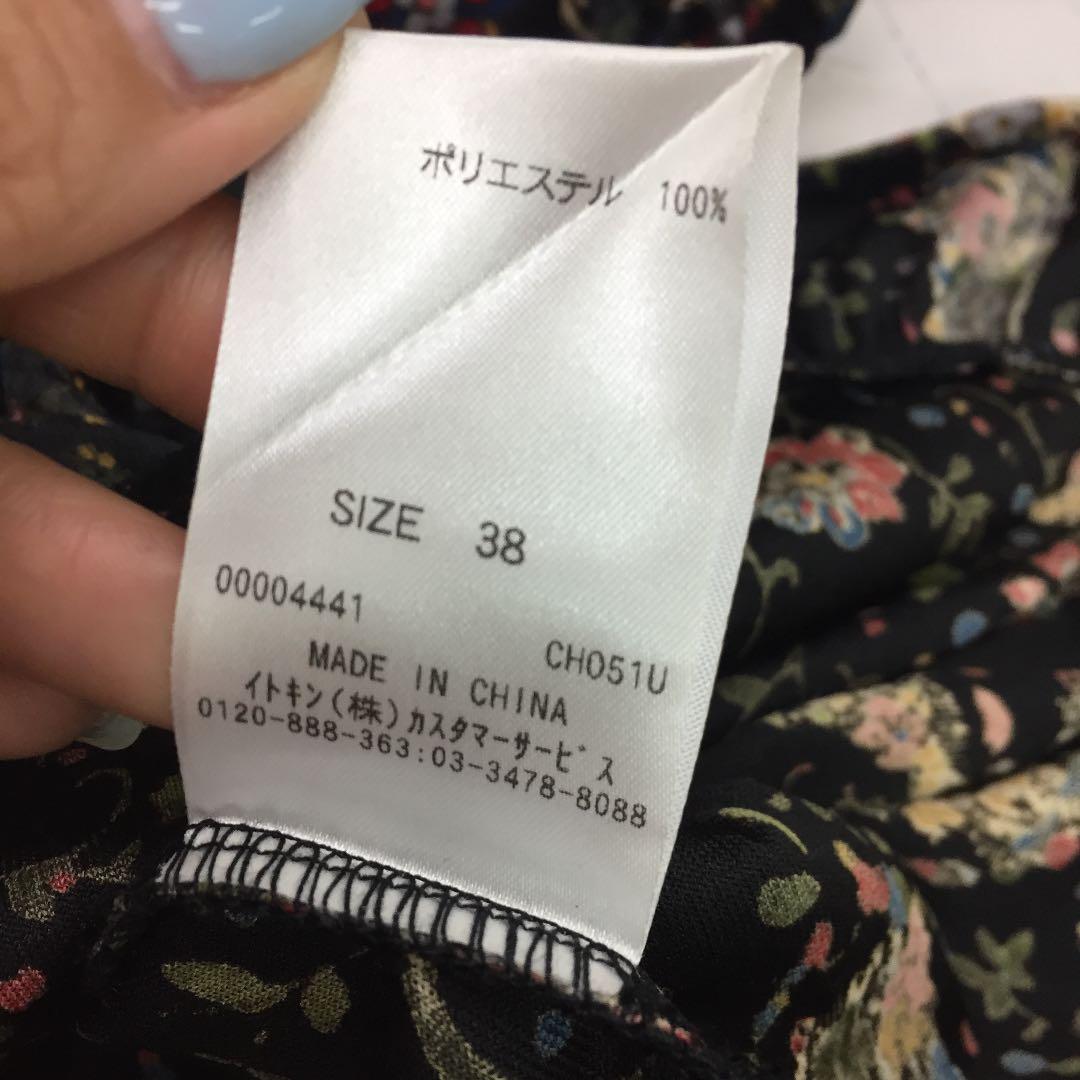 ポリエステル 100%
SIZE 38
00004441
CH051U
MADE IN CHINA
イトキン(株)カスタマーサービス
0120-888-363:03-3478-8088